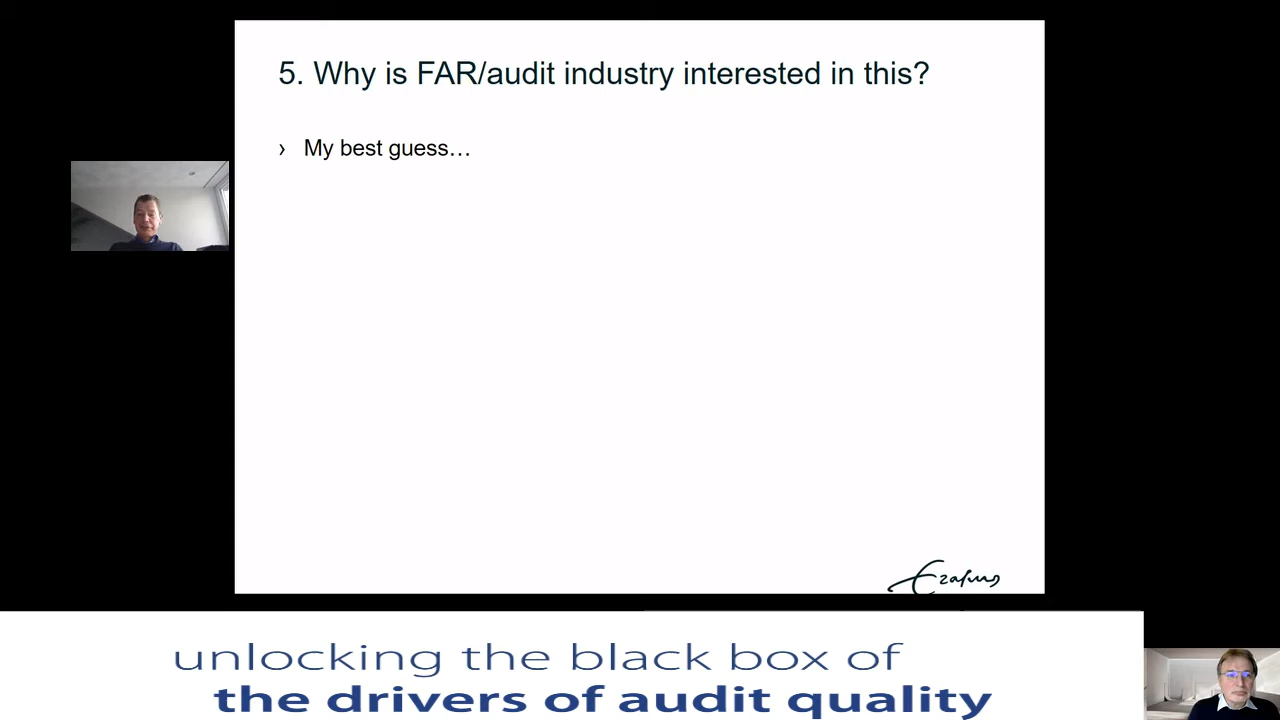 5. Why is FAR/audit industry interested in this?
› My best guess…
Erasmus
unlocking the black box of
the drivers of audit quality